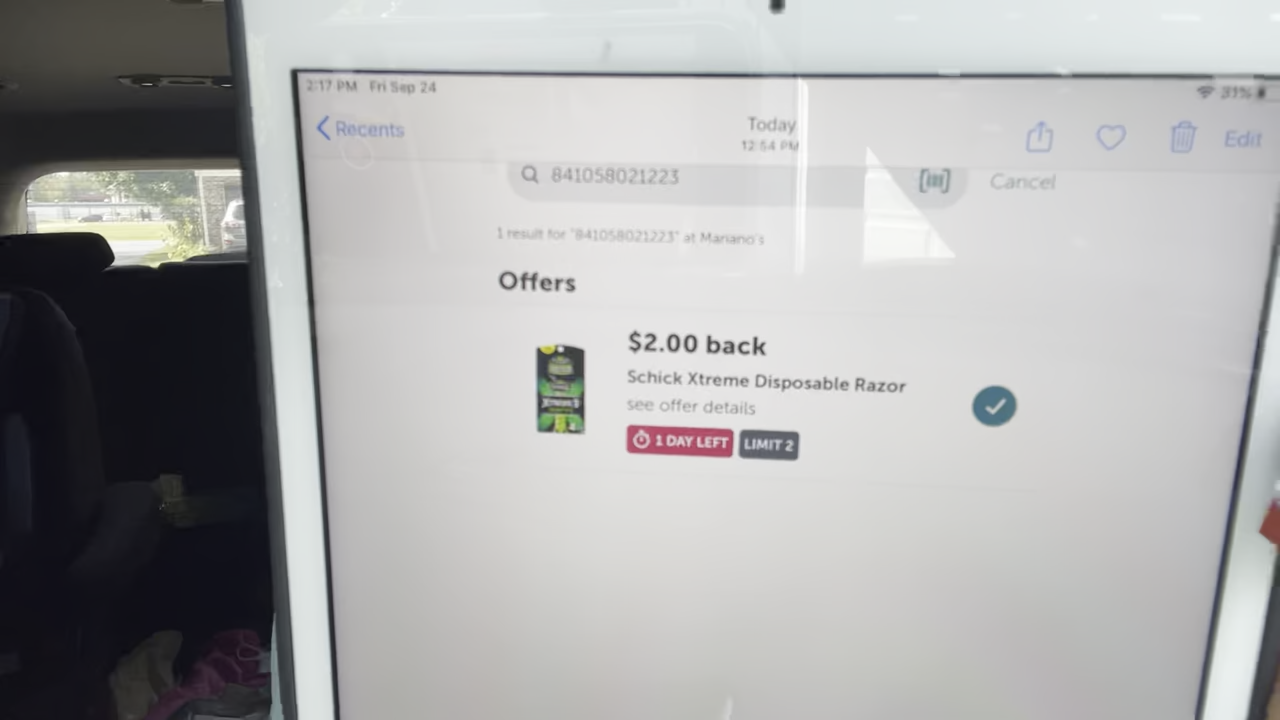 2:17 PM Fri Sep 24
31%
Recents
Today
12:54 PM
Edit
841058021223
Cancel
1 result for "841058021223" at Mariano's
Offers
$2.00 back
Schick Xtreme Disposable Razor
see offer details
1 DAY LEFT
LIMIT 2